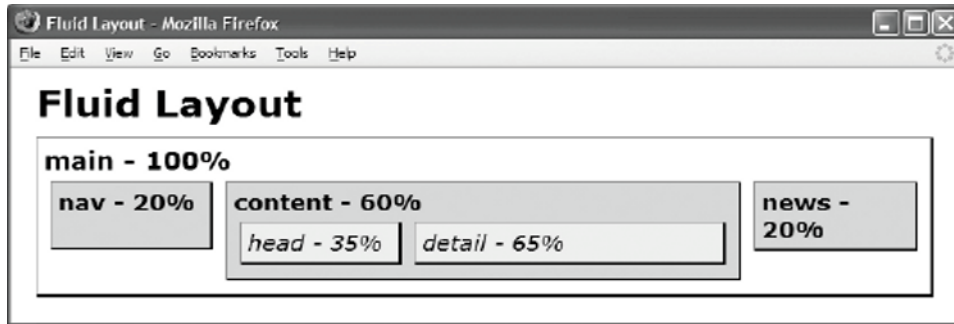 Fluid Layout - Mozilla Firefox
File Edit View Go Bookmarks Tools Help
Fluid Layout
main - 100%
nav - 20%
content - 60%
head - 35%
detail - 65%
news -
20%